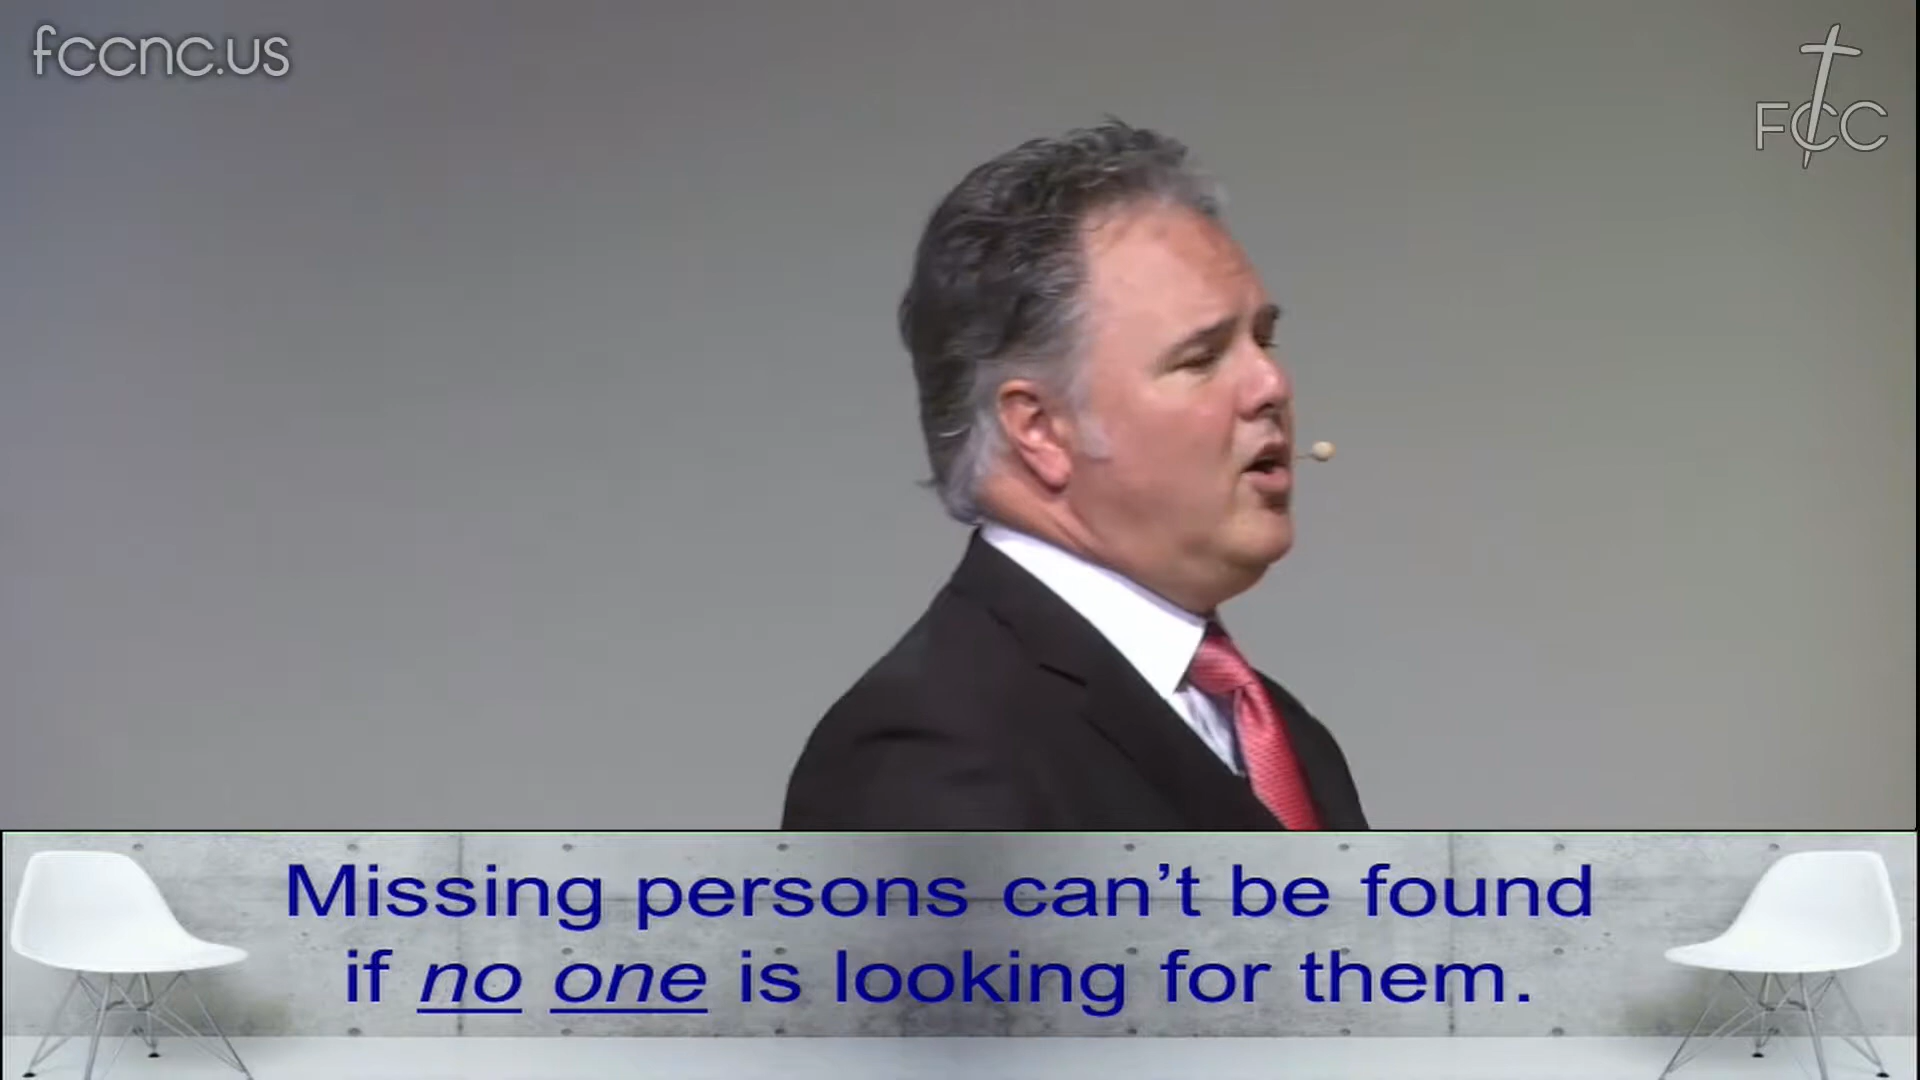 fccnc.us
FCC
Missing persons can’t be found
if no one is looking for them.